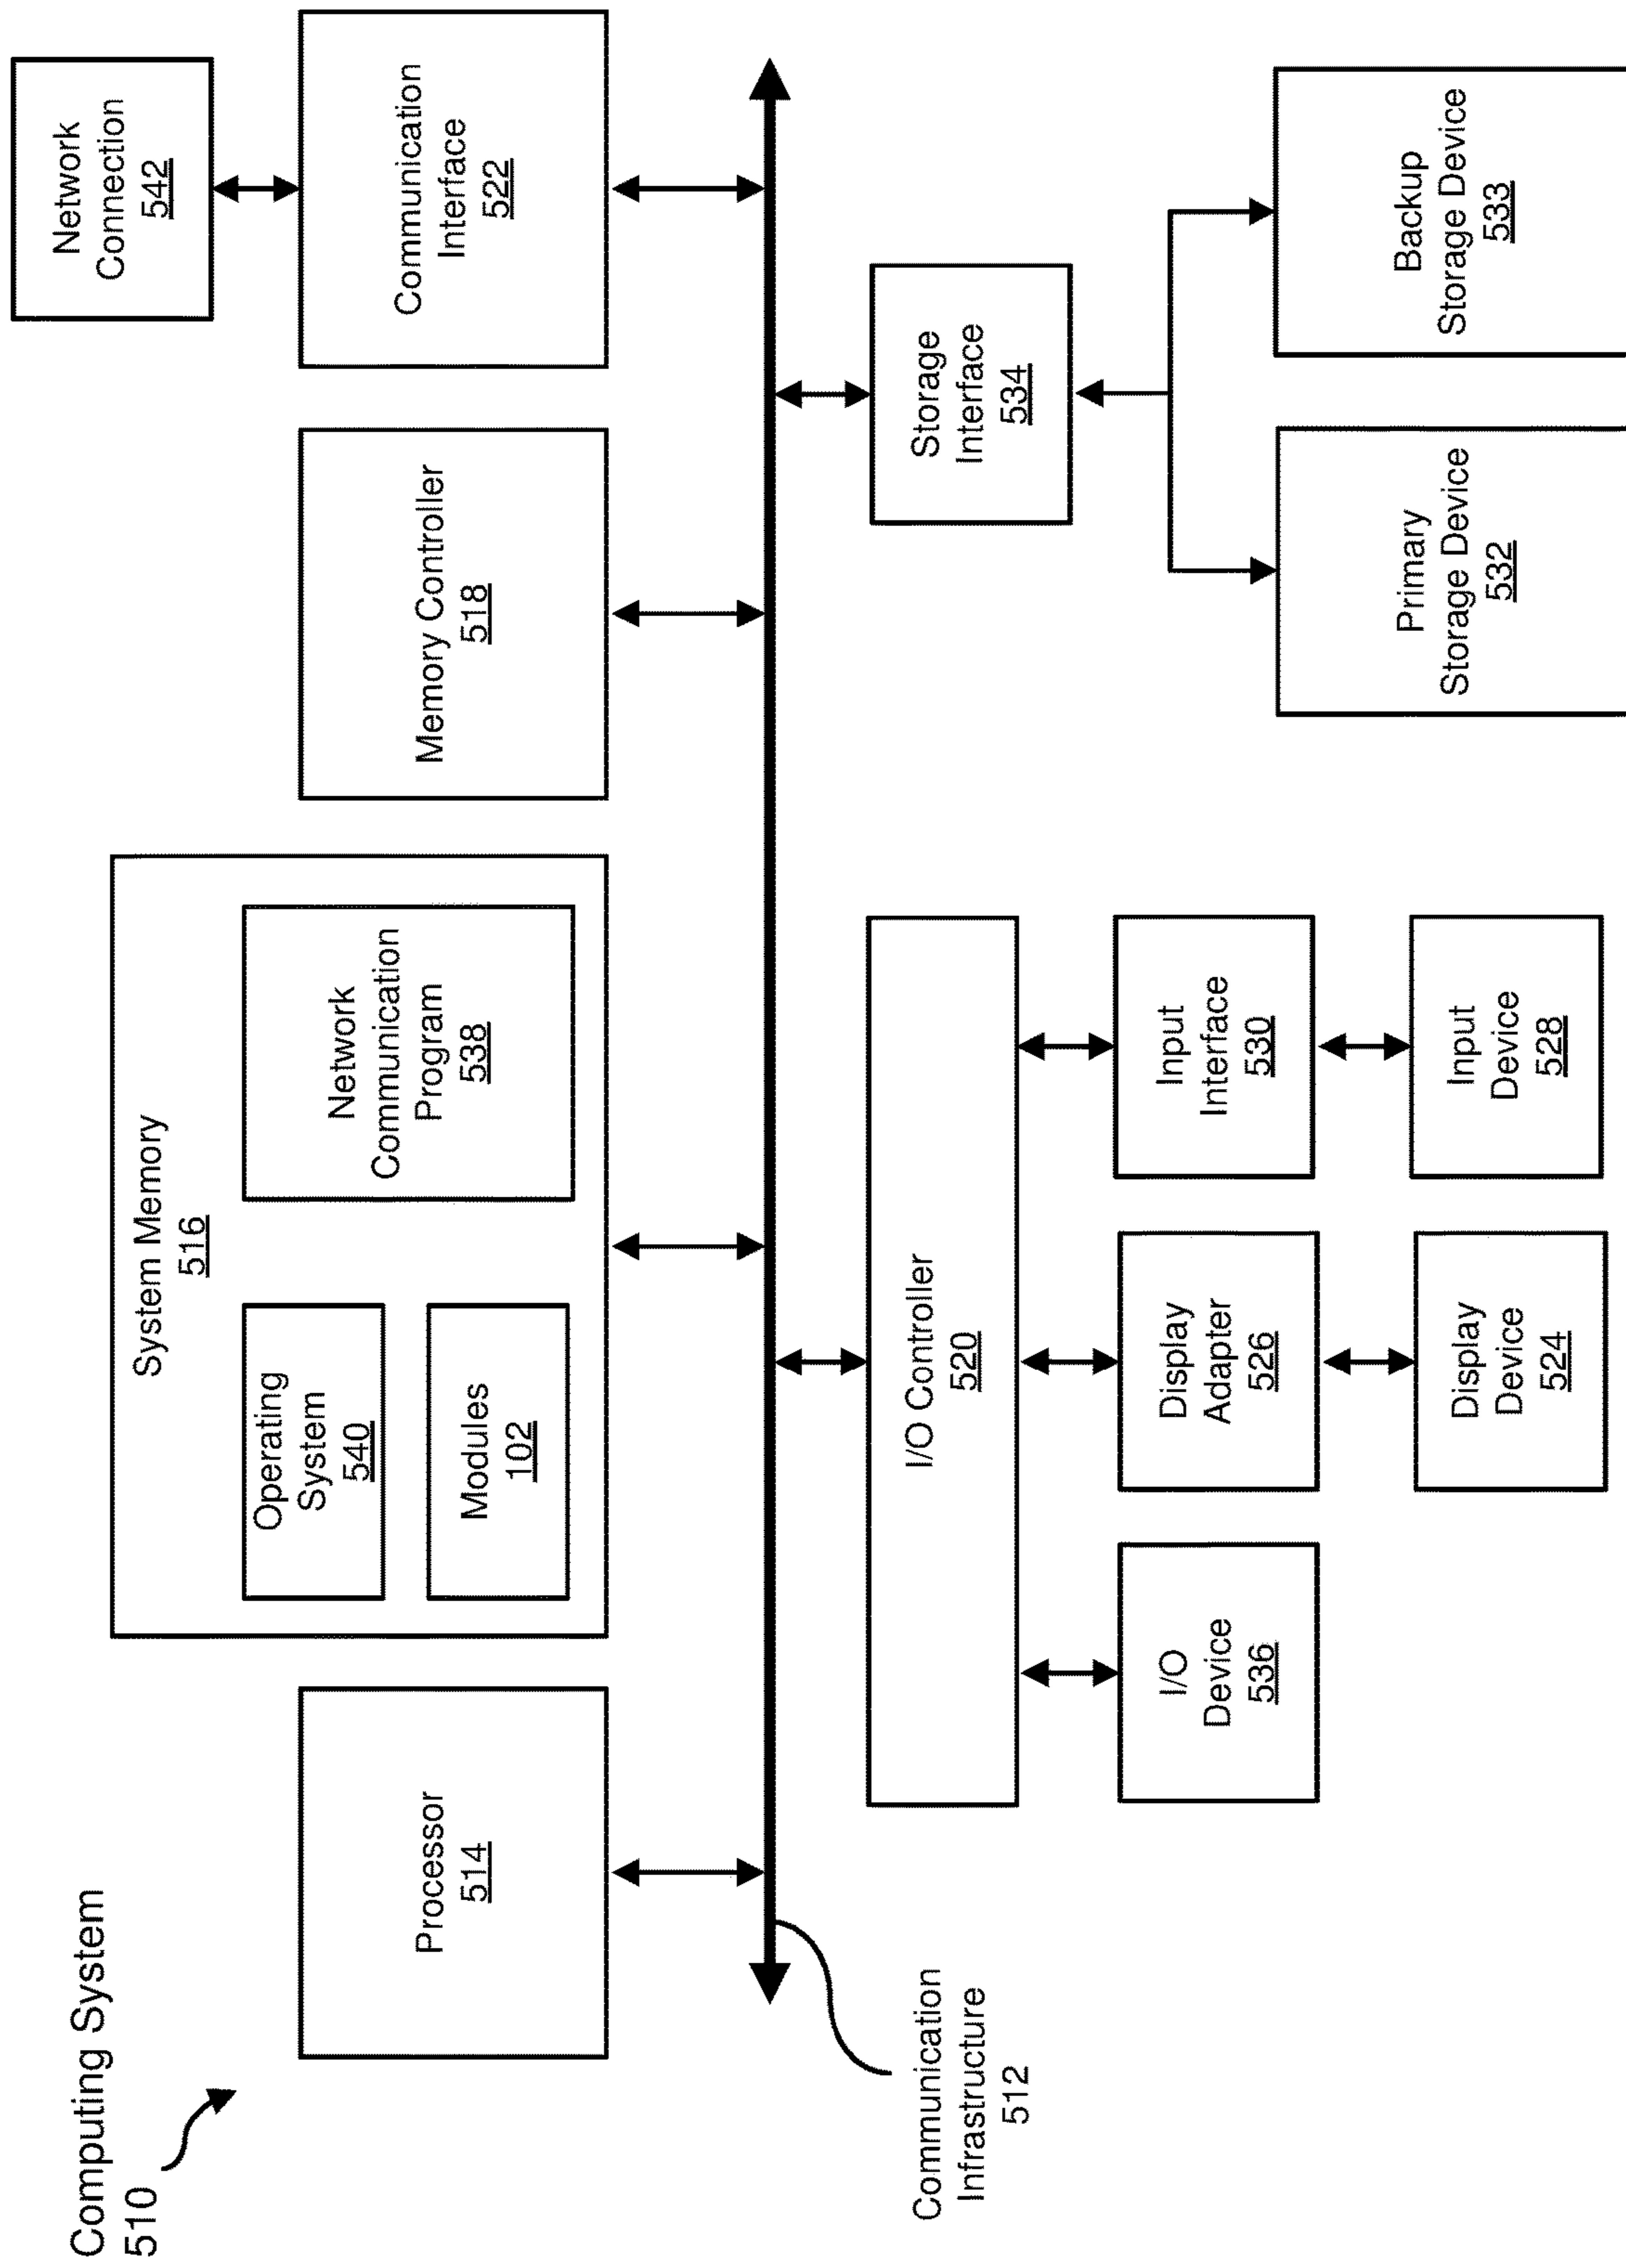 Computing System
510
Processor
514
System Memory
516
Operating
System
540
Modules
102
Network
Communication
Program
538
Memory Controller
518
Network
Connection
542
Communication
Interface
522
Communication
Infrastructure
512
I/O Controller
520
I/O
Device
536
Display
Adapter
526
Display
Device
524
Input
Interface
530
Input
Device
528
Storage
Interface
534
Primary
Storage Device
532
Backup
Storage Device
533